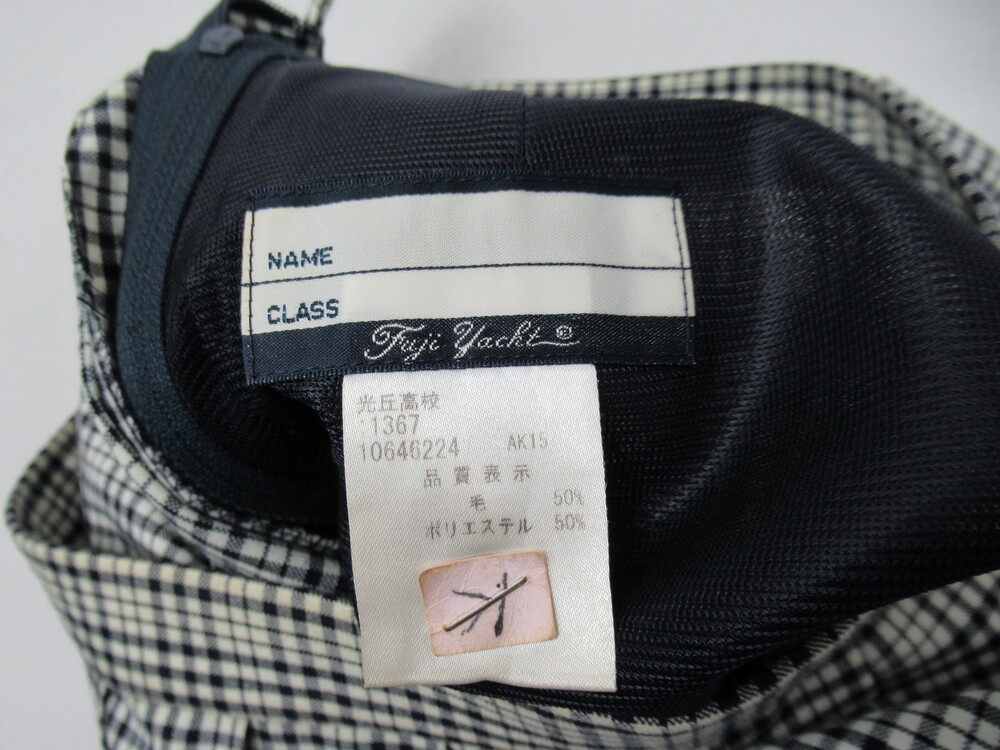 NAME
CLASS
Fuji Yacht®
光丘高校
1367
10646224 AK15
品質表示
毛 50%
ポリエステル 50%